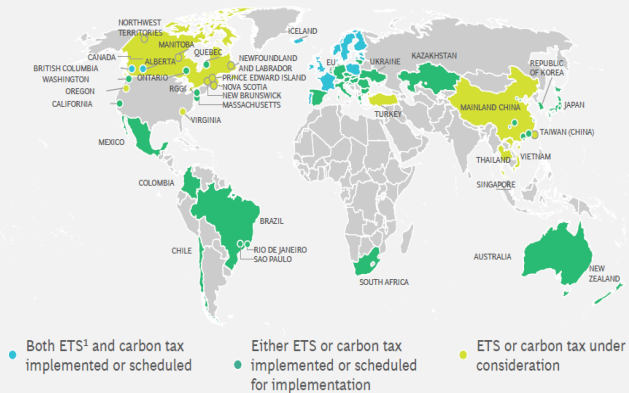 NORTHWEST
TERRITORIES
MANITOBA
CANADA
ALBERTA
QUEBEC
BRITISH COLUMBIA
WASHINGTON
ONTARIO
OREGON
RGGI
CALIFORNIA
NEWFOUNDLAND
AND LABRADOR
PRINCE EDWARD ISLAND
NOVA SCOTIA
NEW BRUNSWICK
MASSACHUSETTS
VIRGINIA
MEXICO
COLOMBIA
BRAZIL
RIO DE JANEIRO
SAO PAULO
CHILE
ICELAND
EU
UKRAINE
KAZAKHSTAN
TURKEY
SOUTH AFRICA
REPUBLIC
OF KOREA
MAINLAND CHINA
JAPAN
TAIWAN (CHINA)
THAILAND
VIETNAM
SINGAPORE
AUSTRALIA
NEW
ZEALAND
Both ETS¹ and carbon tax
implemented or scheduled
Either ETS or carbon tax
implemented or scheduled
for implementation
ETS or carbon tax under
consideration